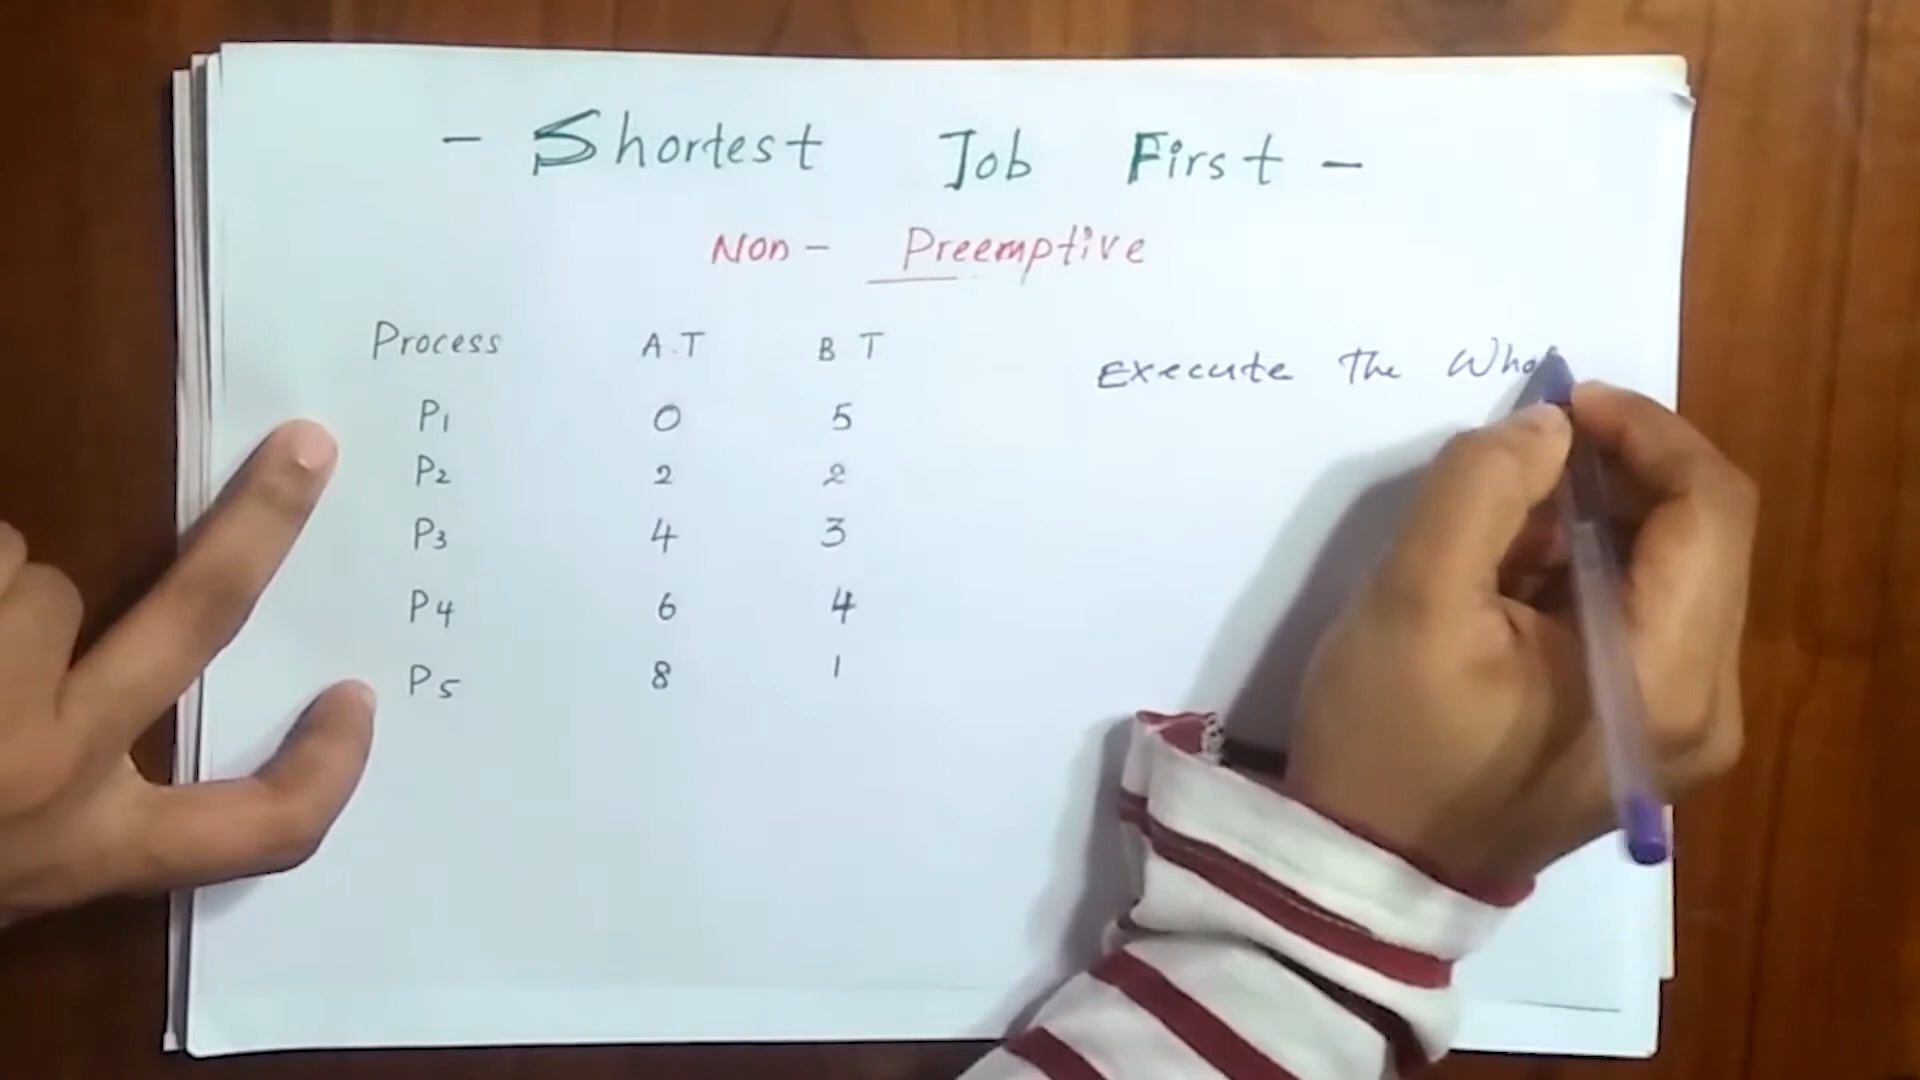 - Shortest Job First -
Non - Preemptive
Process A.T B T
P1 0 5
P2 2 2
P3 4 3
P4 6 4
P5 8 1
Execute The